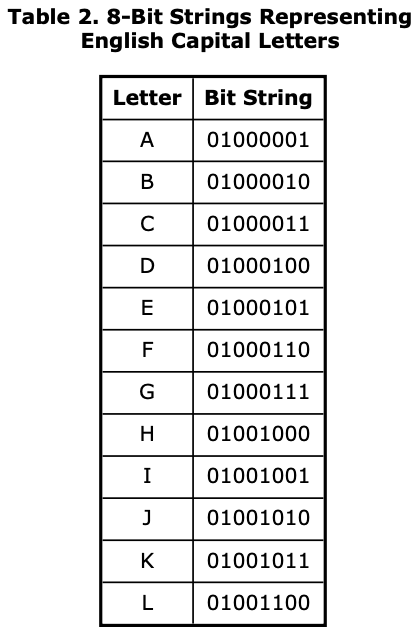 Table 2. 8-Bit Strings Representing
English Capital Letters
Letter Bit String
A 01000001
B 01000010
C 01000011
D 01000100
E 01000101
F 01000110
G 01000111
H 01001000
I 01001001
J 01001010
K 01001011
L 01001100